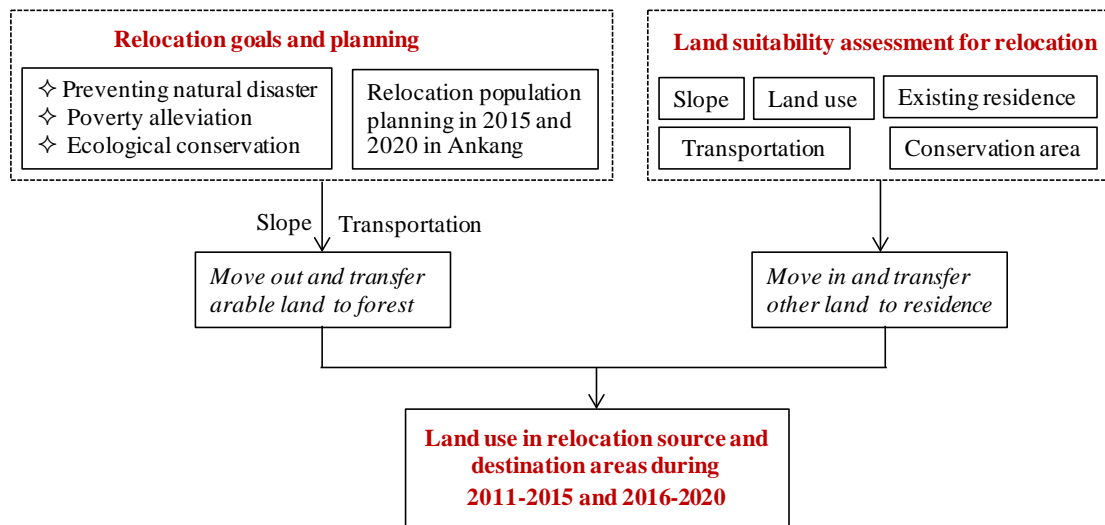 Relocation goals and planning
✧ Preventing natural disaster
✧ Poverty alleviation
✧ Ecological conservation
Relocation population
planning in 2015 and
2020 in Ankang
Land suitability assessment for relocation
Slope
Land use
Existing residence
Transportation
Conservation area
Slope
Transportation
Move out and transfer
arable land to forest
Move in and transfer
other land to residence
Land use in relocation source and
destination areas during
2011-2015 and 2016-2020